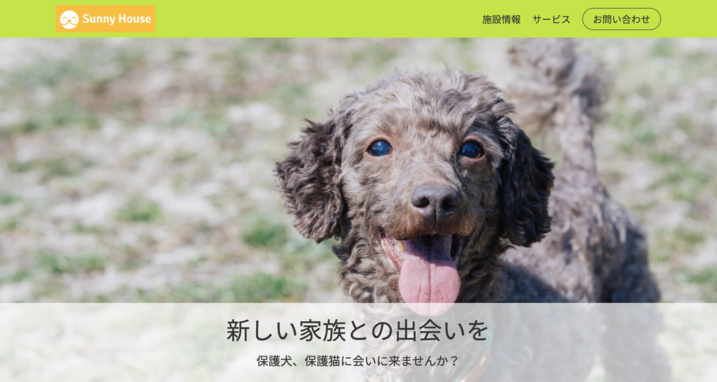 Sunny House
施設情報
サービス
お問い合わせ
新しい家族との出会いを
保護犬、保護猫に会いに来ませんか？